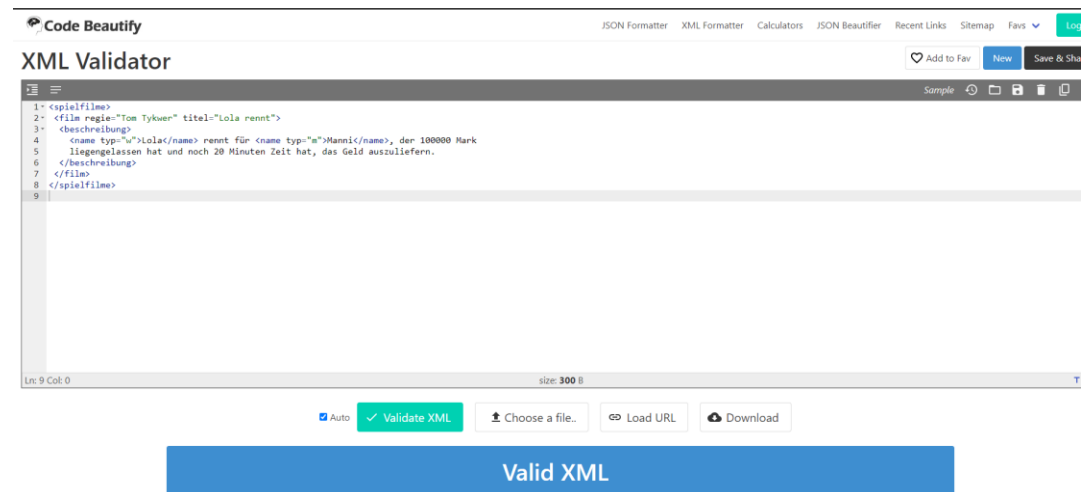 Code Beautify
JSON Formatter XML Formatter Calculators JSON Beautifier Recent Links Sitemap Favs Log
XML Validator
Add to Fav New Save & Sha
Sample
1 <spielfilme>
2 <film regie="Tom Tykwer" titel="Lola rennt">
3 <beschreibung>
4 <name typ="w">Lola</name> rennt für <name typ="m">Manni</name>, der 100000 Mark
5 liegengelassen hat und noch 20 Minuten Zeit hat, das Geld auszuliefern.
6 </beschreibung>
7 </film>
8 </spielfilme>
9
Ln: 9 Col: 0 size: 300 B T
Auto Validate XML Choose a file.. Load URL Download
Valid XML